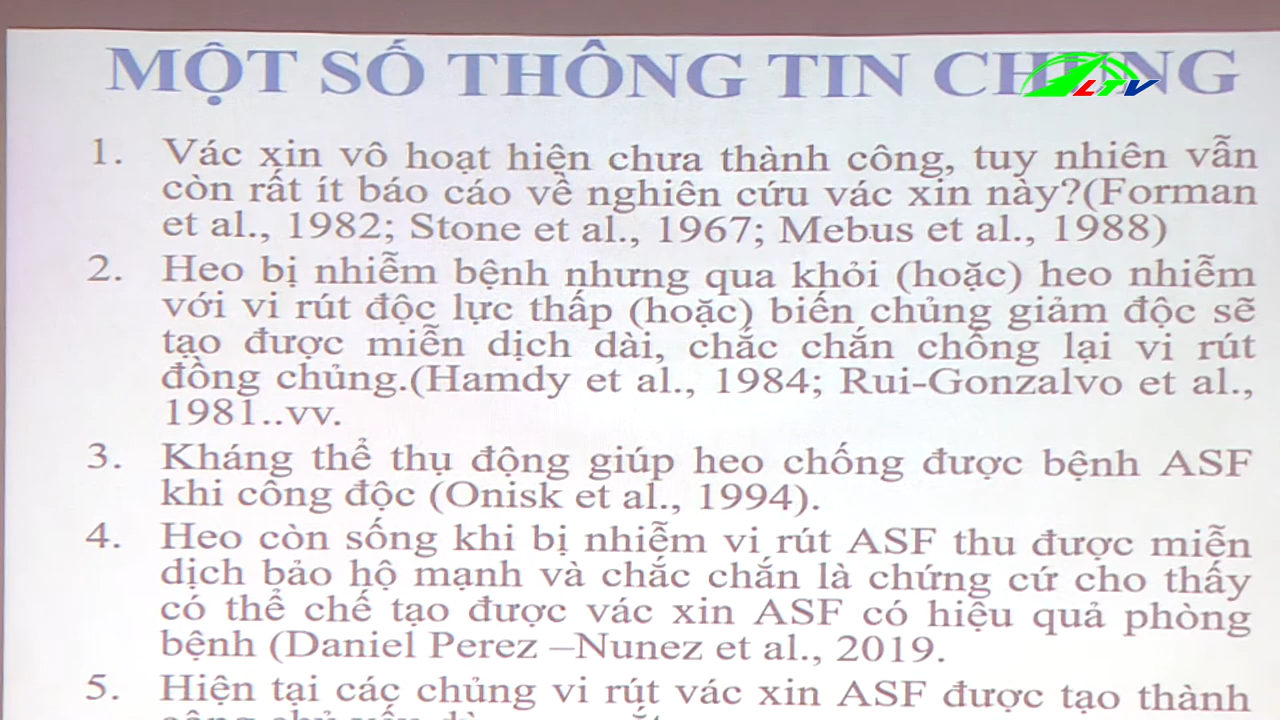 MỘT SỐ THÔNG TIN CHUNG
LTV
1. Vác xin vô hoạt hiện chưa thành công, tuy nhiên vẫn
còn rất ít báo cáo về nghiên cứu vác xin này?(Forman
et al., 1982; Stone et al., 1967; Mebus et al., 1988)
2. Heo bị nhiễm bệnh nhưng qua khỏi (hoặc) heo nhiễm
với vi rút độc lực thấp (hoặc) biến chủng giảm độc sẽ
tạo được miễn dịch dài, chắc chắn chống lại vi rút
đồng chủng.(Hamdy et al., 1984; Rui-Gonzalvo et al.,
1981..vv.
3. Kháng thể thụ động giúp heo chống được bệnh ASF
khi công độc (Onisk et al., 1994).
4. Heo còn sống khi bị nhiễm vi rút ASF thu được miễn
dịch bảo hộ mạnh và chắc chắn là chứng cứ cho thấy
có thể chế tạo được vác xin ASF có hiệu quả phòng
bệnh (Daniel Perez –Nunez et al., 2019.
5. Hiện tại các chủng vi rút vác xin ASF được tạo thành